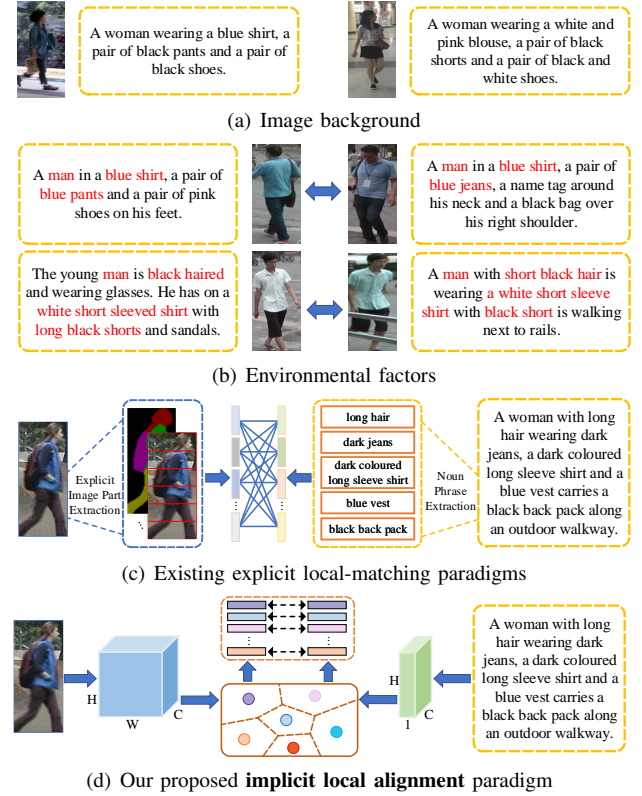 A woman wearing a blue shirt, a
pair of black pants and a pair of
black shoes.
A woman wearing a white and
pink blouse, a pair of black
shorts and a pair of black and
white shoes.
(a) Image background
A man in a blue shirt, a pair of
blue pants and a pair of pink
shoes on his feet.
A man in a blue shirt, a pair of
blue jeans, a name tag around
his neck and a black bag over
his right shoulder.
The young man is black haired
and wearing glasses. He has on a
white short sleeved shirt with
long black shorts and sandals.
A man with short black hair is
wearing a white short sleeve
shirt with black short is walking
next to rails.
(b) Environmental factors
Explicit
Image Part
Extraction
long hair
dark jeans
dark coloured
long sleeve shirt
blue vest
black back pack
Noun
Phrase
Extraction
A woman with long
hair wearing dark
jeans, a dark coloured
long sleeve shirt and a
blue vest carries a
black back pack along
an outdoor walkway.
(c) Existing explicit local-matching paradigms
H
W
C
H
1
C
A woman with long
hair wearing dark
jeans, a dark coloured
long sleeve shirt and a
blue vest carries a
black back pack along
an outdoor walkway.
(d) Our proposed implicit local alignment paradigm